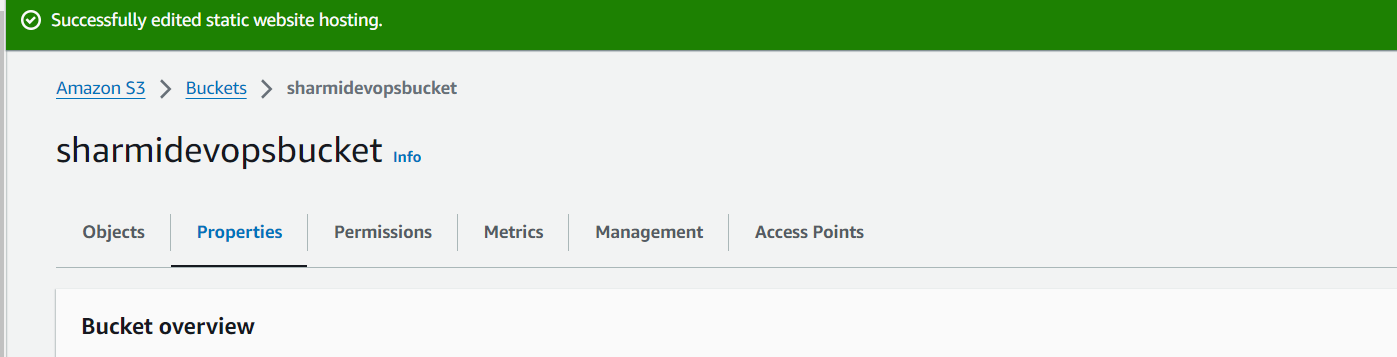 Successfully edited static website hosting.
Amazon S3 > Buckets > sharmidevopsbucket
sharmidevopsbucket Info
Objects Properties Permissions Metrics Management Access Points
Bucket overview